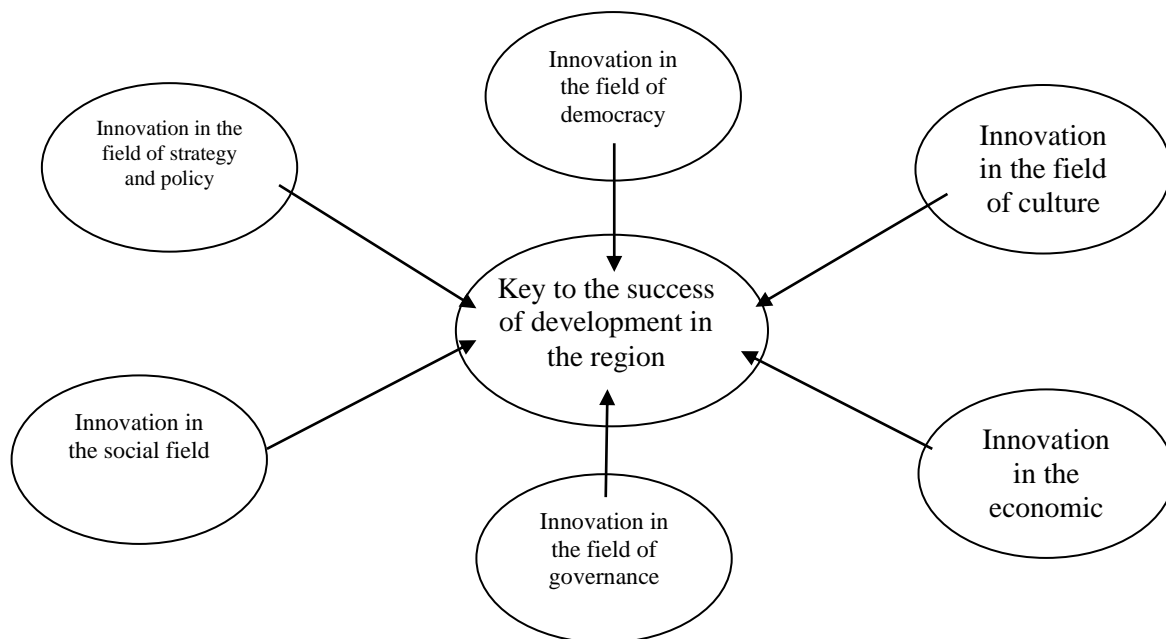 Innovation in
the field of
democracy
Innovation in the
field of strategy
and policy
Innovation
in the field
of culture
Key to the success
of development in
the region
Innovation in
the social field
Innovation
in the
economic
Innovation in
the field of
governance